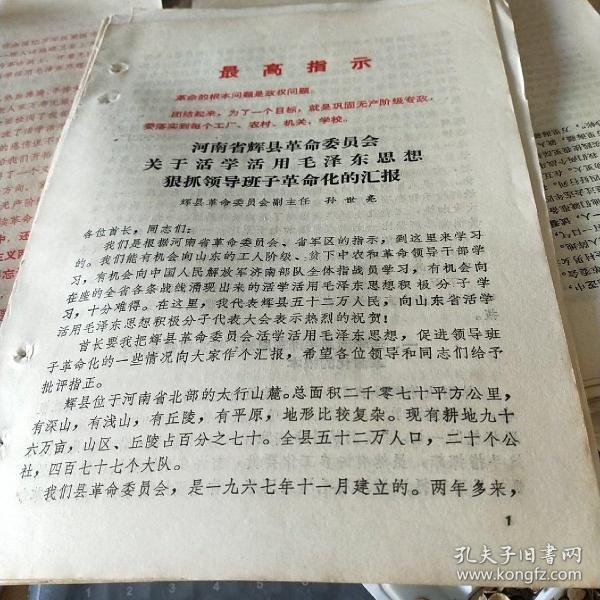 最高指示
革命的根本问题是政权问题。
团结起来，为了一个目标，就是巩固无产阶级专政，
要落实到每个工厂、农村、机关、学校。
河南省辉县革命委员会
关于活学活用毛泽东思想
狠抓领导班子革命化的汇报
辉县革命委员会副主任 孙世亮
各位首长，同志们：
我们是根据河南省革命委员会、省军区的指示，到这里来学习
的。我们能有机会向山东的工人阶级、贫下中农和革命领导干部学
习，有机会向中国人民解放军济南部队全体指战员学习，有机会向
在座的全省各条战线涌现出来的活学活用毛泽东思想积极分子学
习，十分难得。在这里，我代表辉县五十二万人民，向山东省活学
活用毛泽东思想积极分子代表大会表示热烈的祝贺！
首长要我把辉县革命委员会活学活用毛泽东思想，促进领导班
子革命化的一些情况向大家作个汇报，希望各位领导和同志们给予
批评指正。
辉县位于河南省北部的太行山麓。总面积二千零七十平方公里，
有深山，有浅山，有丘陵，有平原，地形比较复杂。现有耕地九十
六万亩，山区、丘陵占百分之七十。全县五十二万人口，二十个公
社，四百七十七个大队。
我们县革命委员会，是一九六七年十一月建立的。两年多来，
1
孔夫子旧书网
www.kongfz.com